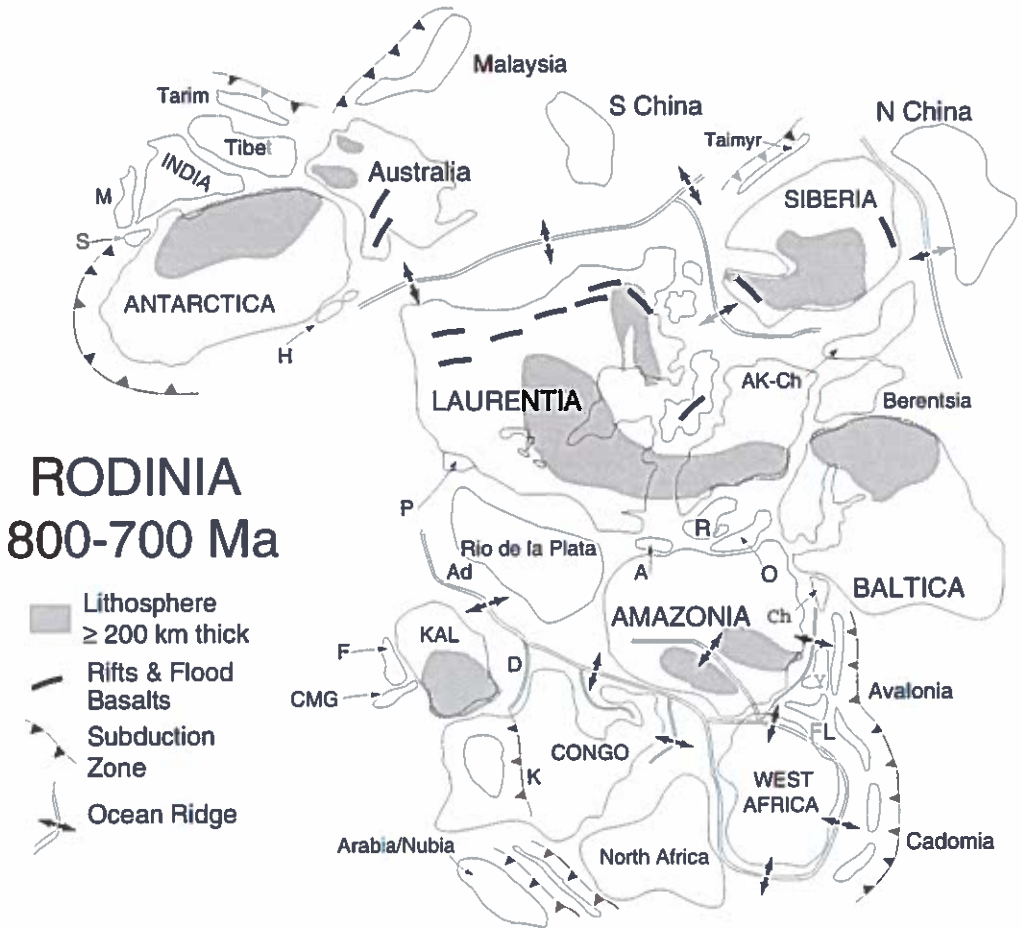 Malaysia
S China
N China
Tarim
Taimyr
Tibet
INDIA
Australia
M
SIBERIA
S
ANTARCTICA
H
LAURENTIA
AK-Ch
Berentsia
RODINIA
800-700 Ma
P
R
Rio de la Plata
A
O
Ad
BALTICA
AMAZONIA
Ch
Lithosphere
≥ 200 km thick
KAL
F
D
Y
Rifts & Flood
Basalts
CMG
Avalonia
FL
Subduction
Zone
CONGO
K
WEST
AFRICA
Ocean Ridge
Arabia/Nubia
North Africa
Cadomia